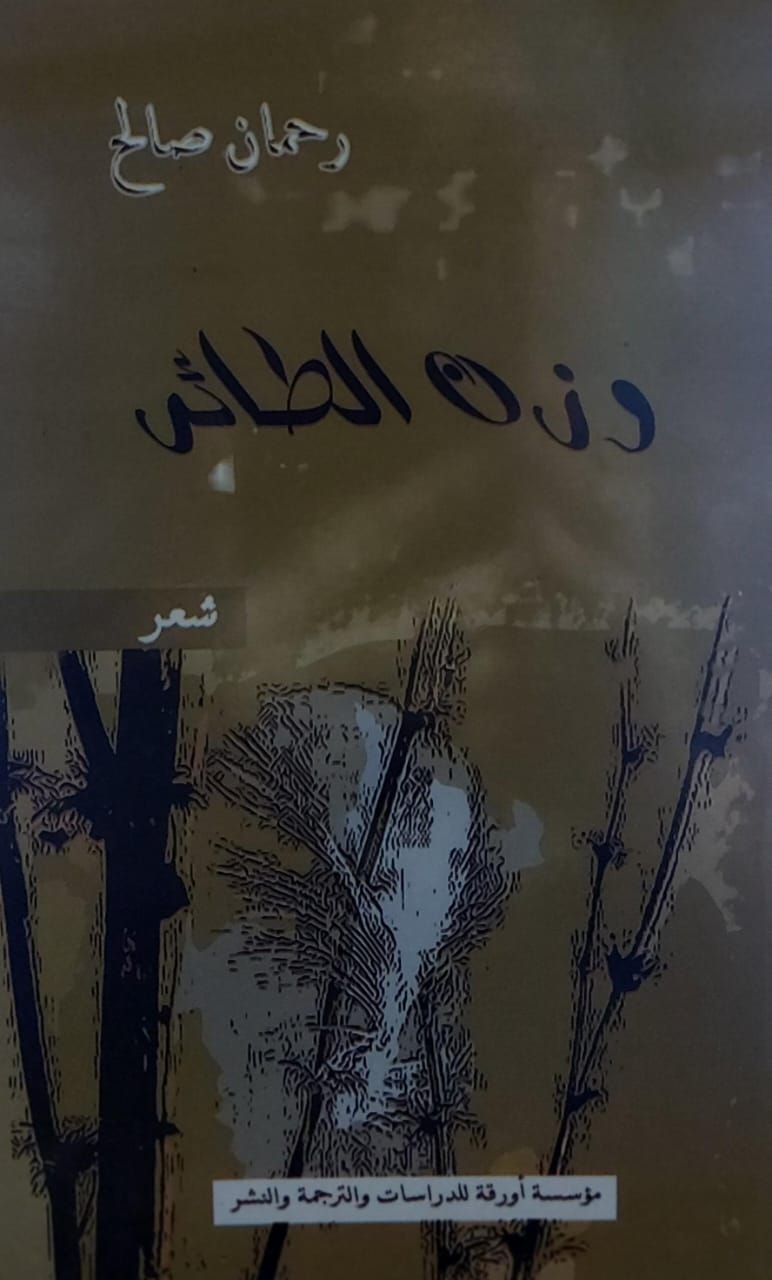 رحمان صالح
وزن الطائر
شعر
مؤسسة أورقة للدراسات والترجمة والنشر